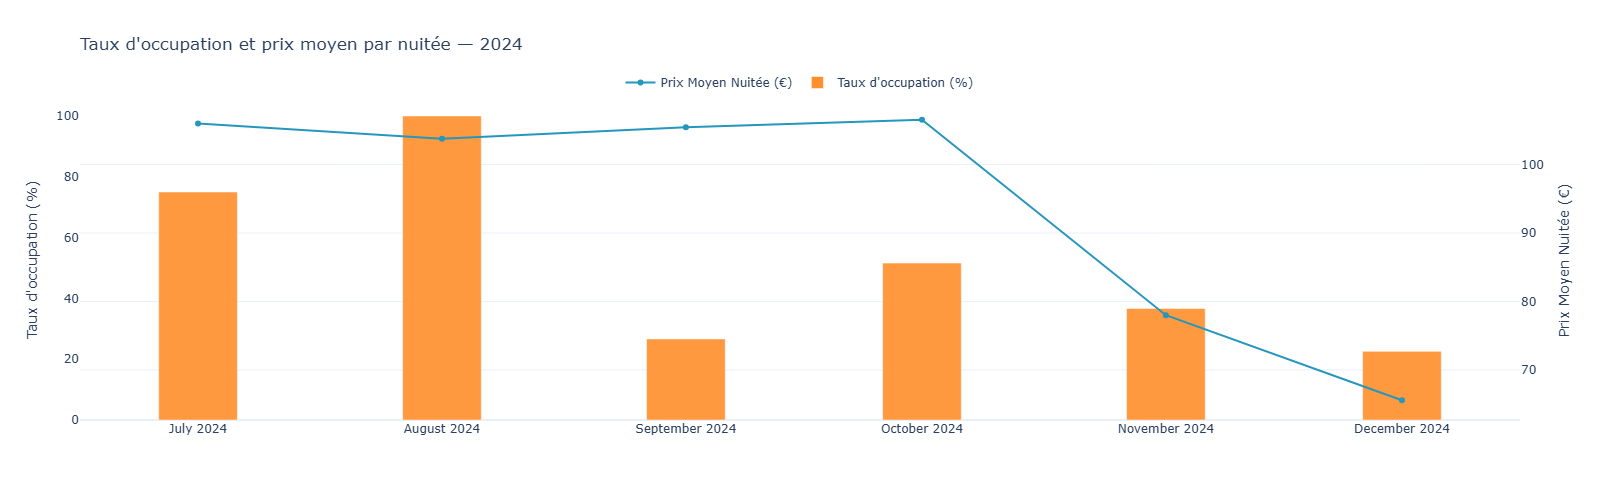 Taux d'occupation et prix moyen par nuitée — 2024
Prix Moyen Nuitée (€)
Taux d'occupation (%)
Taux d'occupation (%)
100
80
60
40
20
0
100
90
80
70
Prix Moyen Nuitée (€)
July 2024
August 2024
September 2024
October 2024
November 2024
December 2024